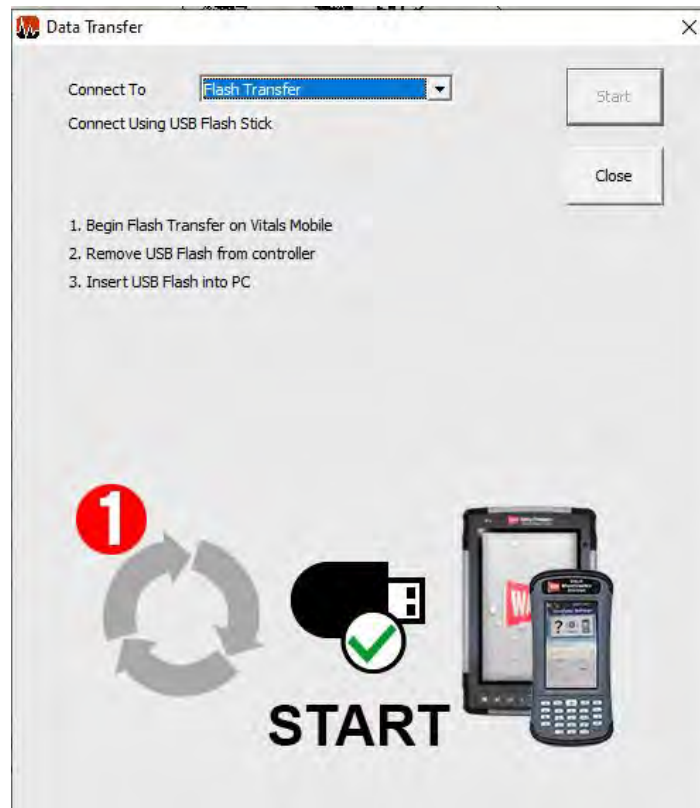 Data Transfer
Connect To
Flash Transfer
Start
Connect Using USB Flash Stick
Close
1. Begin Flash Transfer on Vitals Mobile
2. Remove USB Flash from controller
3. Insert USB Flash into PC
1
START
WA
?